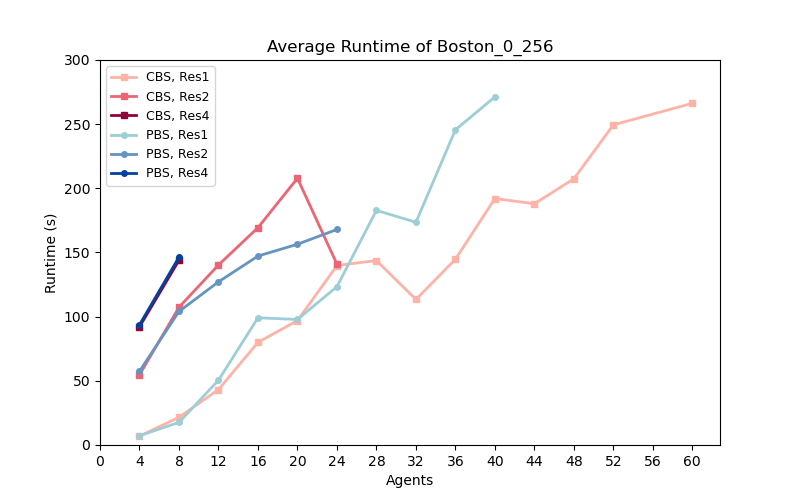 Average Runtime of Boston_0_256
300
250
200
150
100
50
0
Runtime (s)
CBS, Res1
CBS, Res2
CBS, Res4
PBS, Res1
PBS, Res2
PBS, Res4
0 4 8 12 16 20 24 28 32 36 40 44 48 52 56 60
Agents